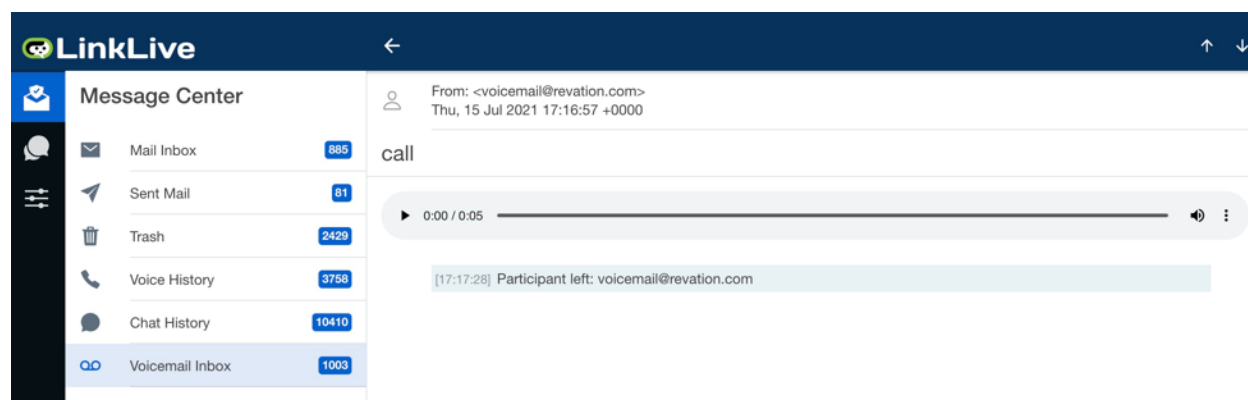 LinkLive
Message Center
Mail Inbox 885
Sent Mail 81
Trash 2429
Voice History 3758
Chat History 10410
Voicemail Inbox 1003
From: <voicemail@revation.com>
Thu, 15 Jul 2021 17:16:57 +0000
call
0:00 / 0:05
[17:17:28] Participant left: voicemail@revation.com